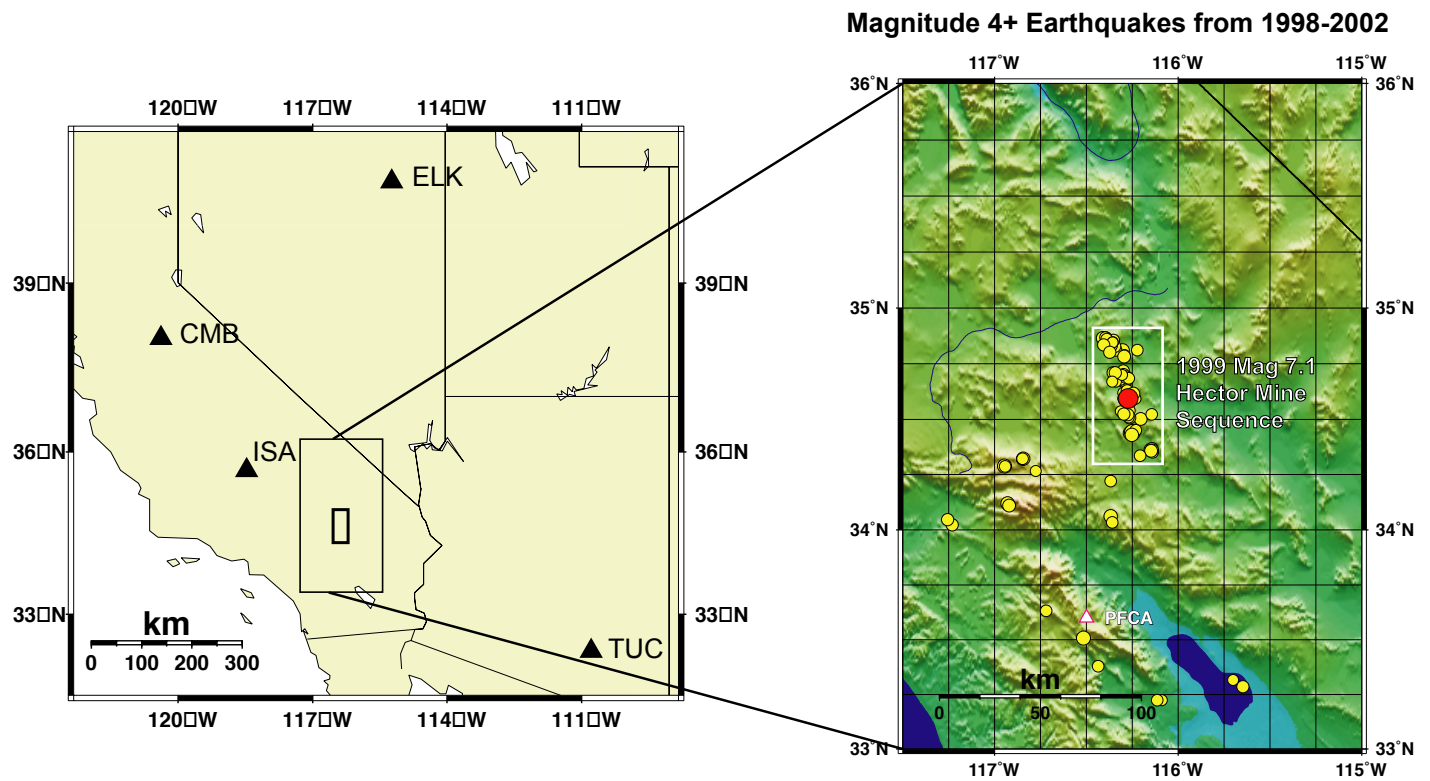 Magnitude 4+ Earthquakes from 1998-2002
120□W 117□W 114□W 111□W
39□N 39□N
36□N 36□N
33□N 33□N
ELK
CMB
ISA
TUC
km
0 100 200 300
120□W 117□W 114□W 111□W
117˚W 116˚W 115˚W
36˚N 36˚N
35˚N 35˚N
34˚N 34˚N
33˚N 33˚N
1999 Mag 7.1
Hector Mine
Sequence
PFCA
km
0 50 100
117˚W 116˚W 115˚W